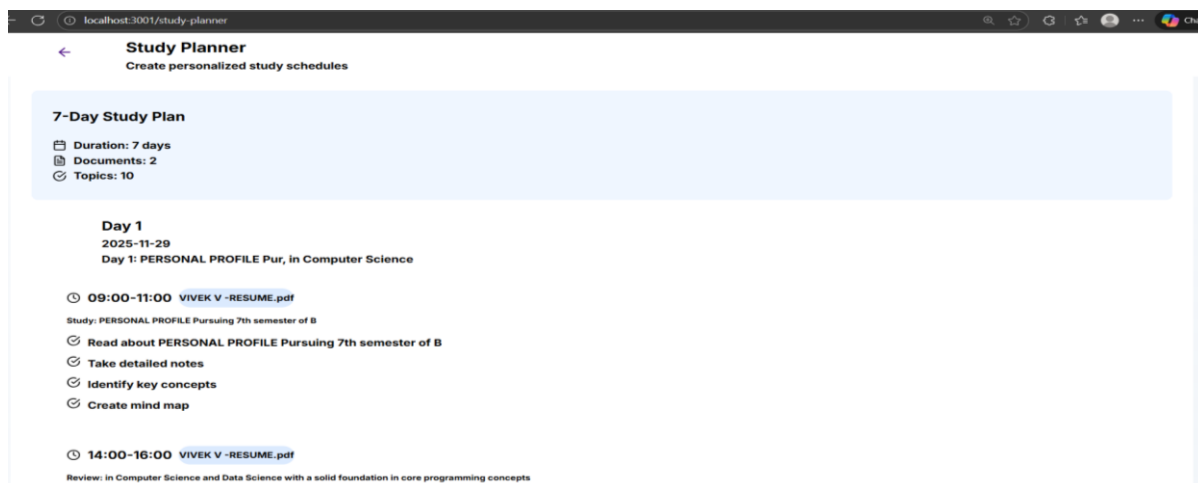 localhost:3001/study-planner
Study Planner
Create personalized study schedules
7-Day Study Plan
Duration: 7 days
Documents: 2
Topics: 10
Day 1
2025-11-29
Day 1: PERSONAL PROFILE Pur, in Computer Science
09:00-11:00 VIVEK V -RESUME.pdf
Study: PERSONAL PROFILE Pursuing 7th semester of B
Read about PERSONAL PROFILE Pursuing 7th semester of B
Take detailed notes
Identify key concepts
Create mind map
14:00-16:00 VIVEK V -RESUME.pdf
Review: in Computer Science and Data Science with a solid foundation in core programming concepts